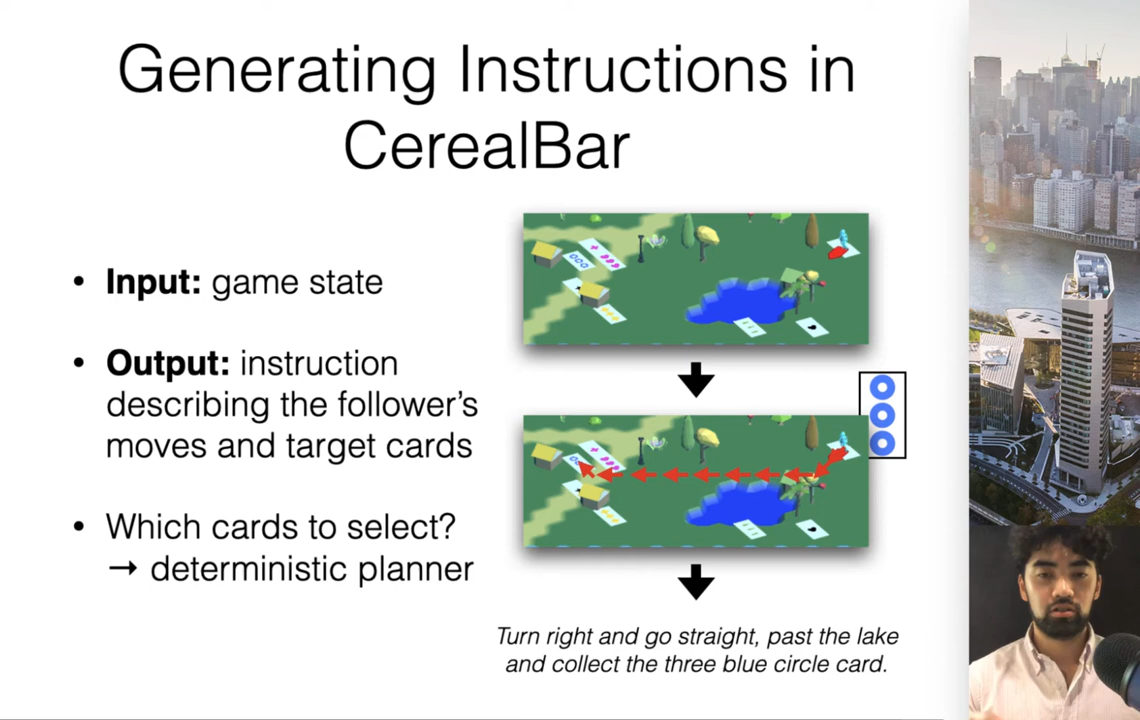 Generating Instructions in
CerealBar
• Input: game state
• Output: instruction
describing the follower's
moves and target cards
• Which cards to select?
→ deterministic planner
Turn right and go straight, past the lake
and collect the three blue circle card.